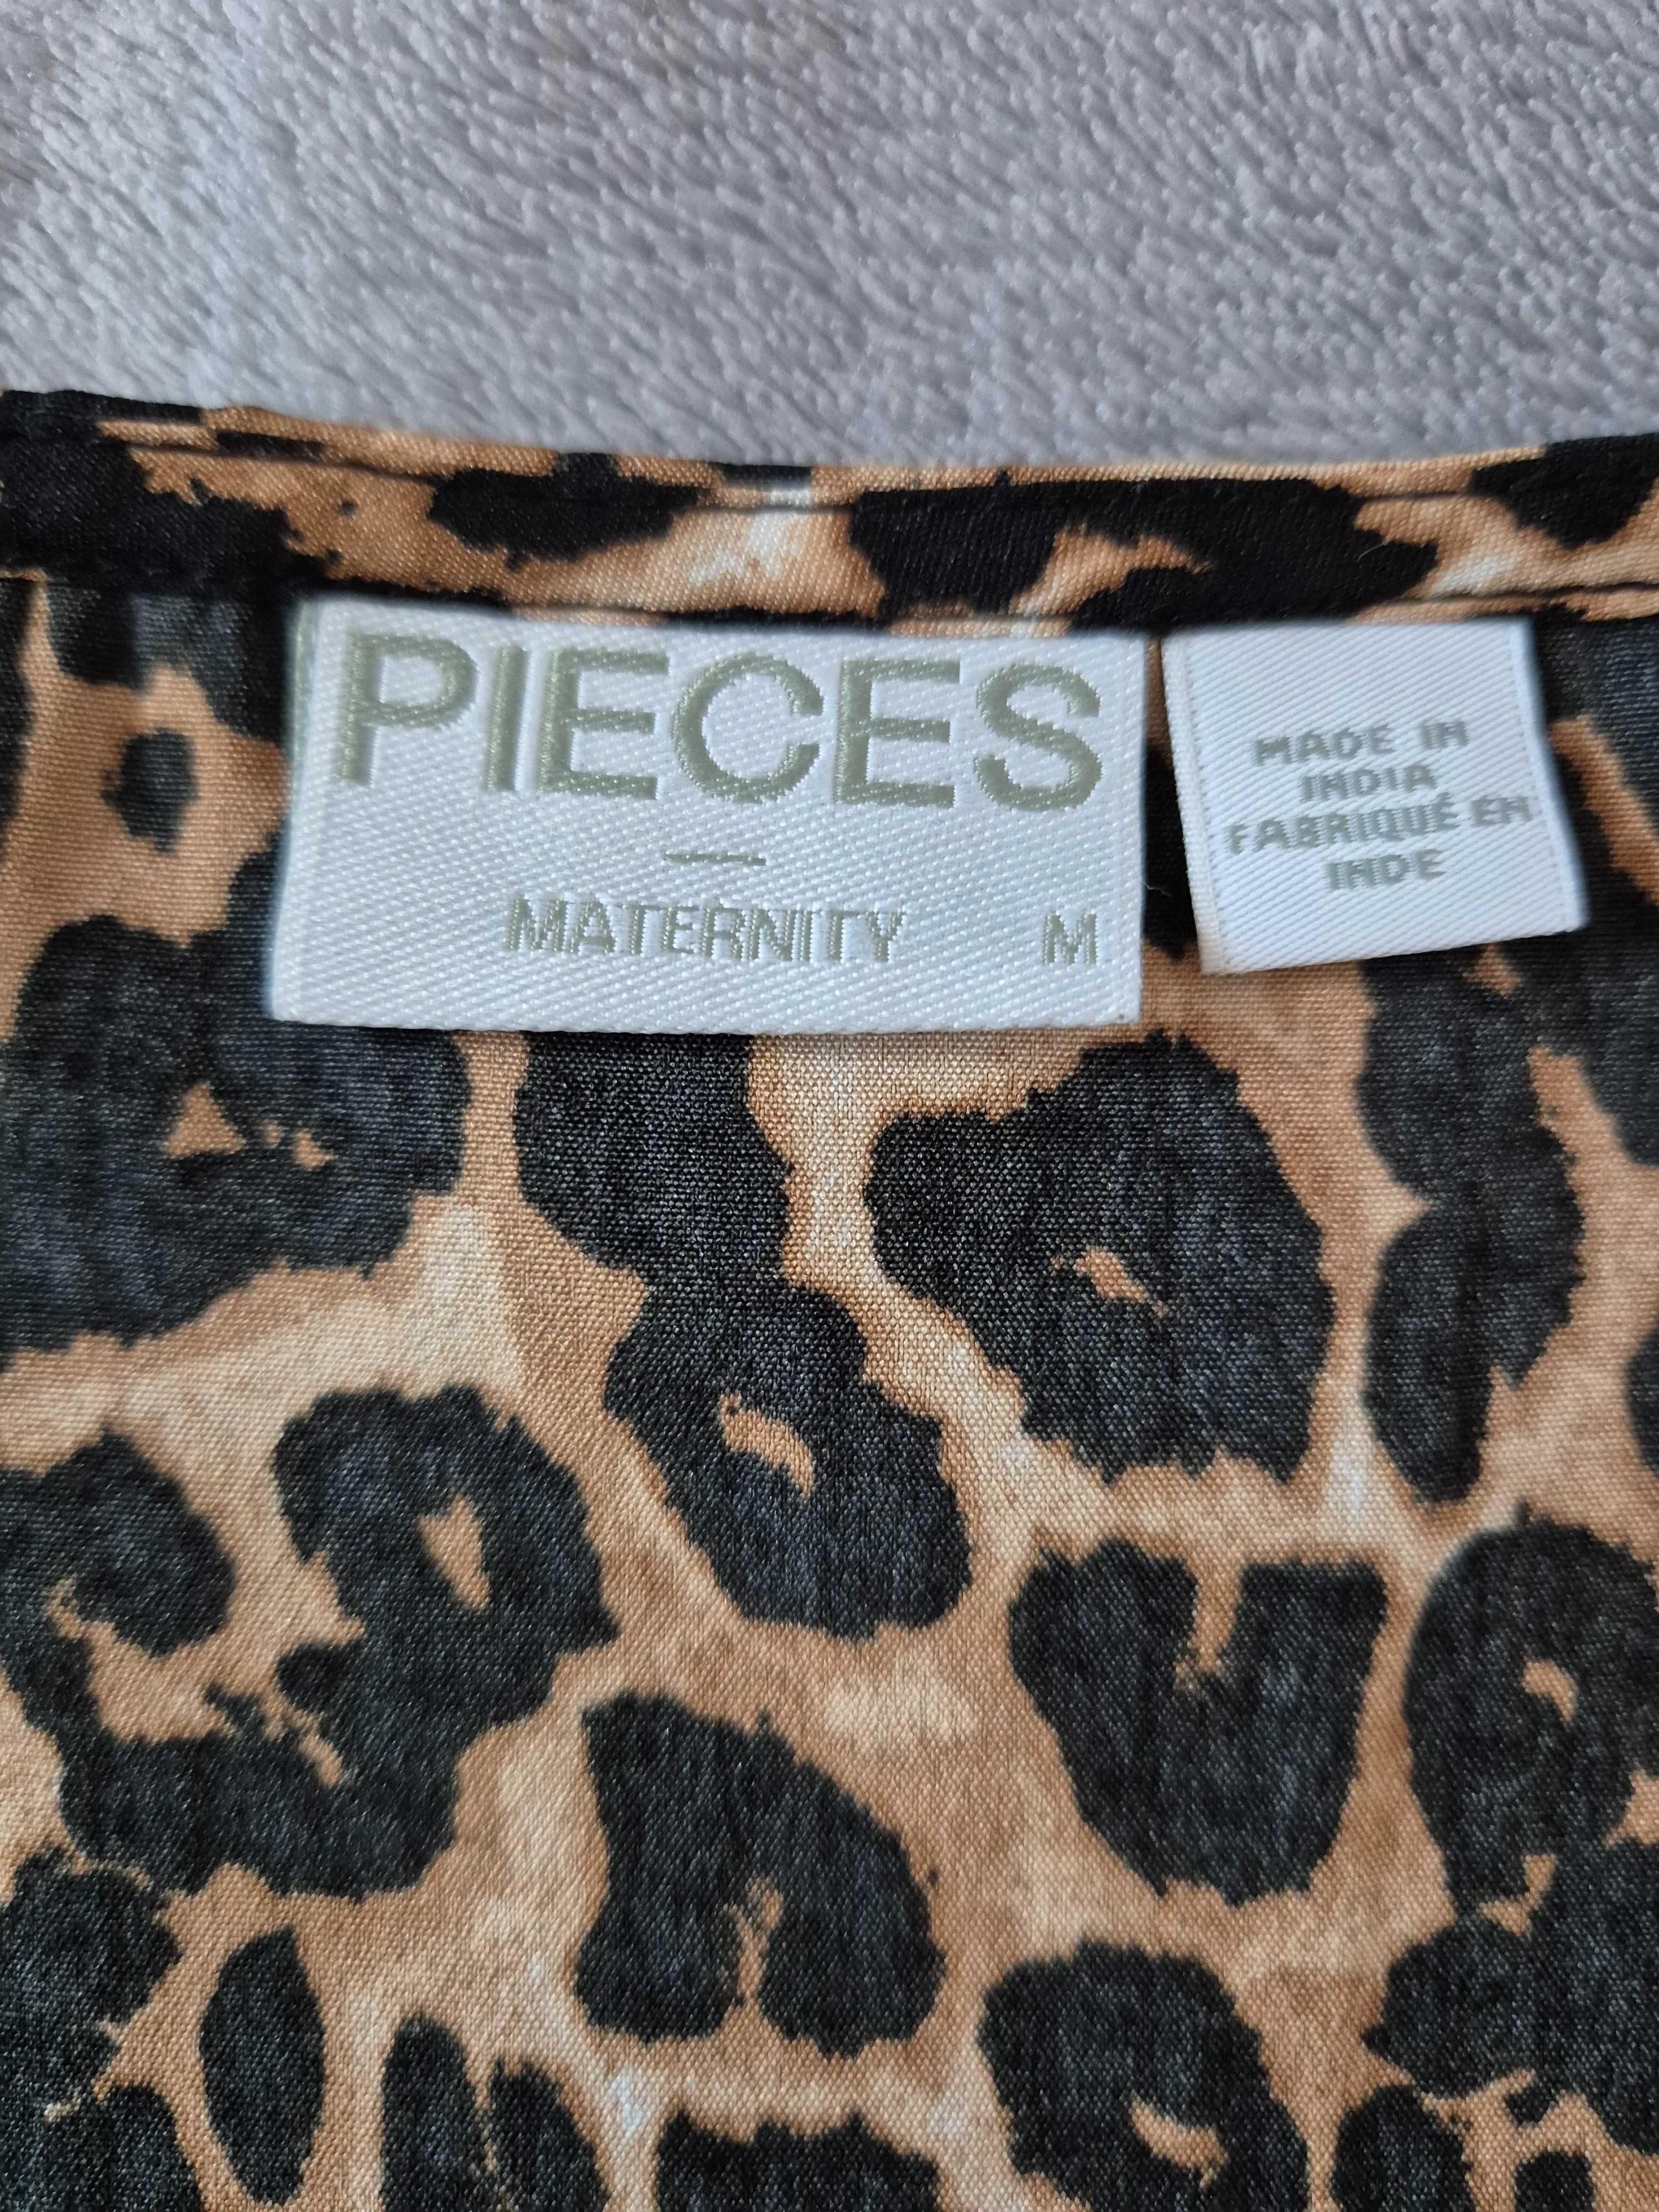 PIECES
MATERNITY M
MADE IN
INDIA
FABRIQUÉ EN
INDE